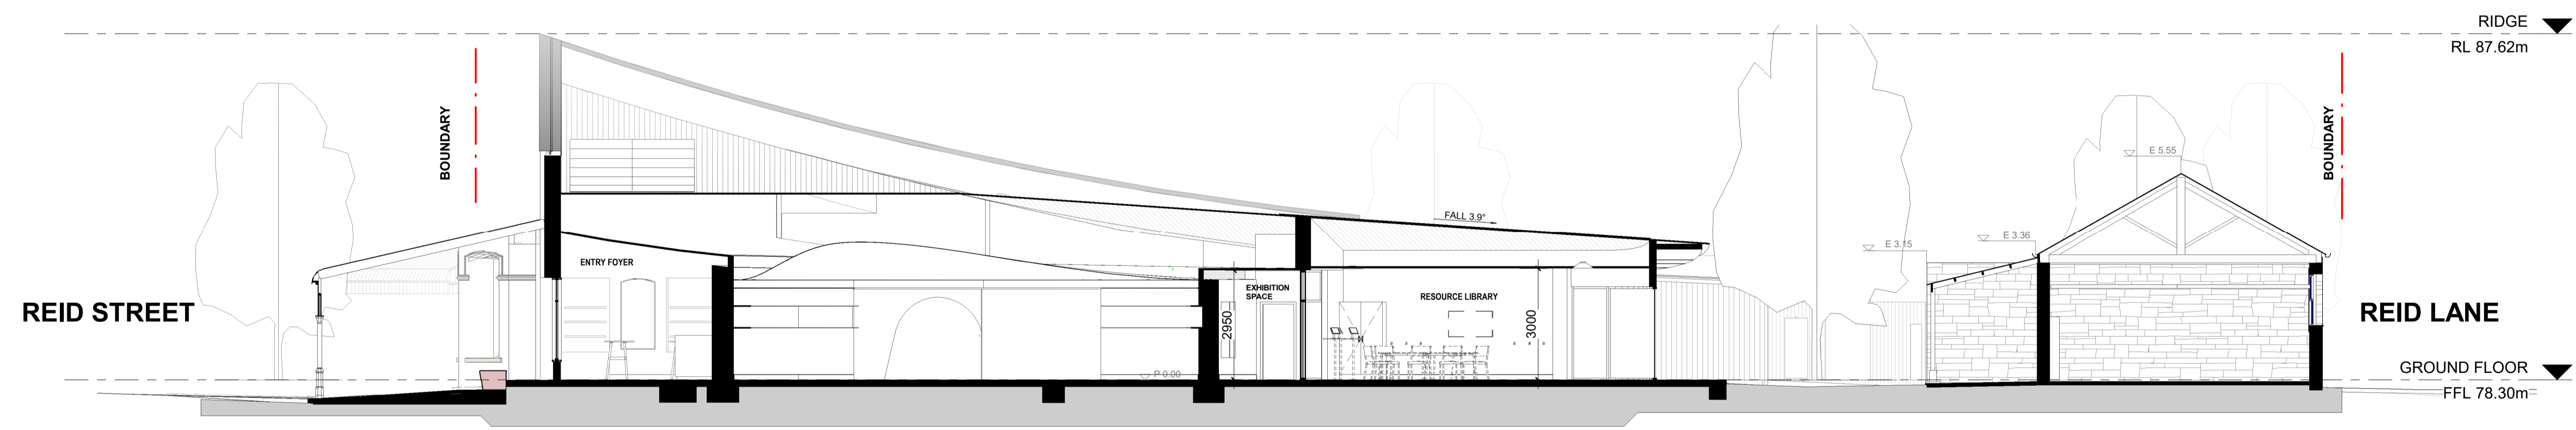 RIDGE
RL 87.62m
BOUNDARY
BOUNDARY
E 5.55
FALL 3.9°
E 3.36
E 3.15
ENTRY FOYER
EXHIBITION
SPACE
RESOURCE LIBRARY
2950
3000
REID STREET
REID LANE
P 0.00
GROUND FLOOR
FFL 78.30m